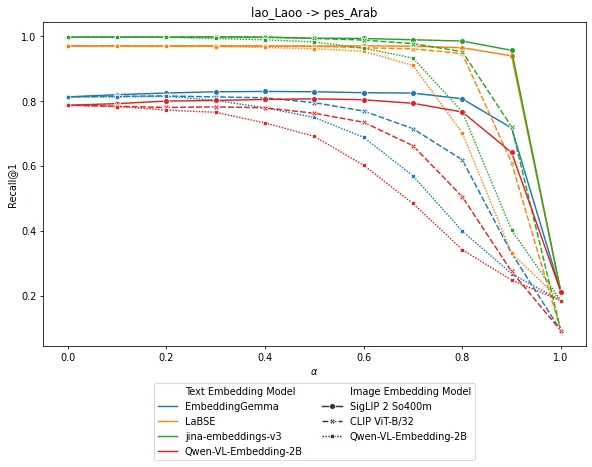 lao_Laoo -> pes_Arab
1.0
0.8
0.6
0.4
0.2
Recall@1
0.0 0.2 0.4 0.6 0.8 1.0
α
Text Embedding Model Image Embedding Model
EmbeddingGemma SigLIP 2 So400m
LaBSE CLIP ViT-B/32
jina-embeddings-v3 Qwen-VL-Embedding-2B
Qwen-VL-Embedding-2B